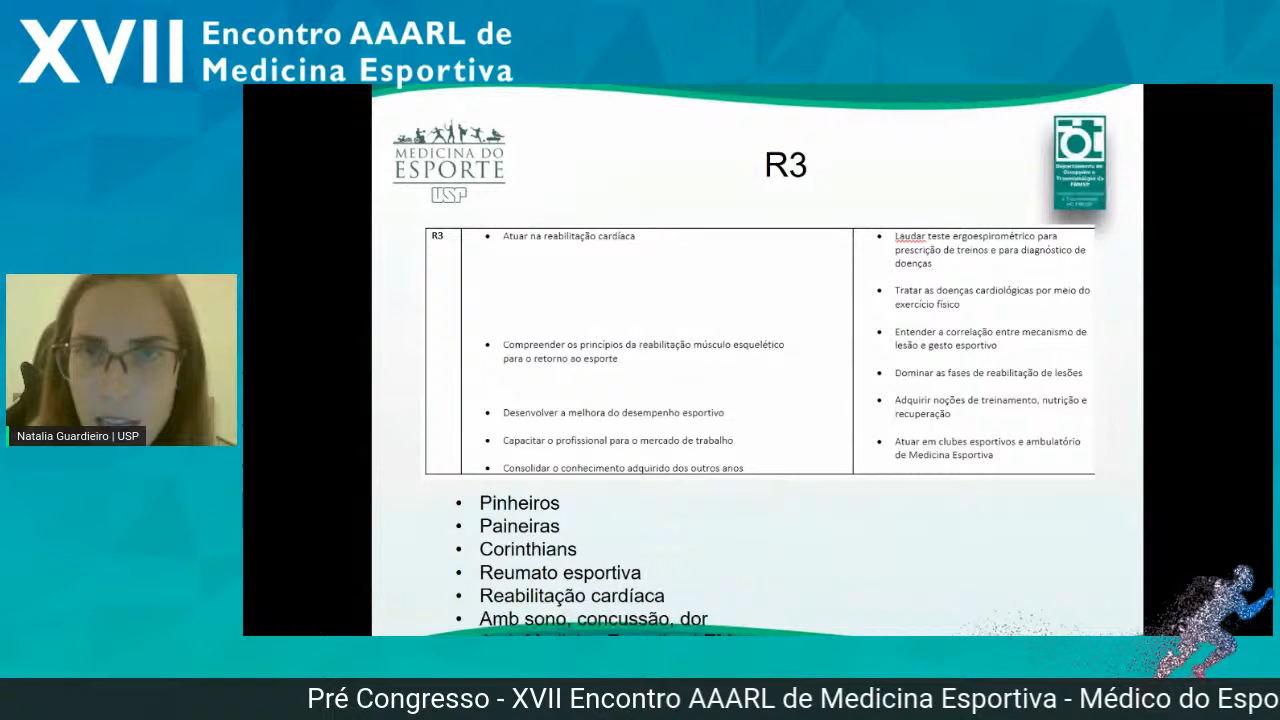 XVII Encontro AAARL de
Medicina Esportiva
MEDICINA DO
ESPORTE
USP
R3
Departamento de
Ortopedia e
Traumatologia da
FMUSP
R3
• Atuar na reabilitação cardíaca
• Compreender os princípios da reabilitação músculo esquelético
para o retorno ao esporte
• Desenvolver a melhora do desempenho esportivo
• Capacitar o profissional para o mercado de trabalho
• Consolidar o conhecimento adquirido dos outros anos
• Laudar teste ergoespirométrico para
prescrição de treinos e para diagnóstico de
doenças
• Tratar as doenças cardiológicas por meio do
exercício físico
• Entender a correlação entre mecanismo de
lesão e gesto esportivo
• Dominar as fases de reabilitação de lesões
• Adquirir noções de treinamento, nutrição e
recuperação
• Atuar em clubes esportivos e ambulatório
de Medicina Esportiva
• Pinheiros
• Paineiras
• Corinthians
• Reumato esportiva
• Reabilitação cardíaca
• Amb sono, concussão, dor
Natalia Guardieiro | USP
Pré Congresso - XVII Encontro AAARL de Medicina Esportiva - Médico do Espo